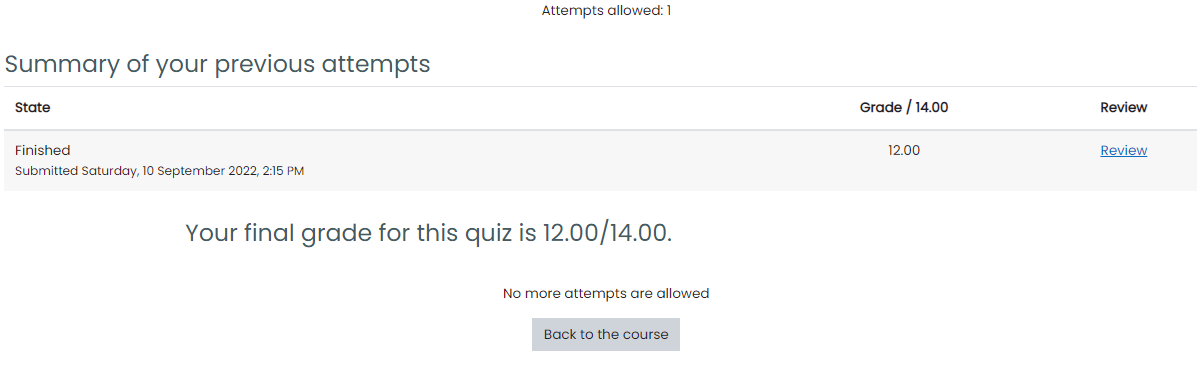 Attempts allowed: 1
Summary of your previous attempts
State Grade / 14.00 Review
Finished 12.00 Review
Submitted Saturday, 10 September 2022, 2:15 PM
Your final grade for this quiz is 12.00/14.00.
No more attempts are allowed
Back to the course